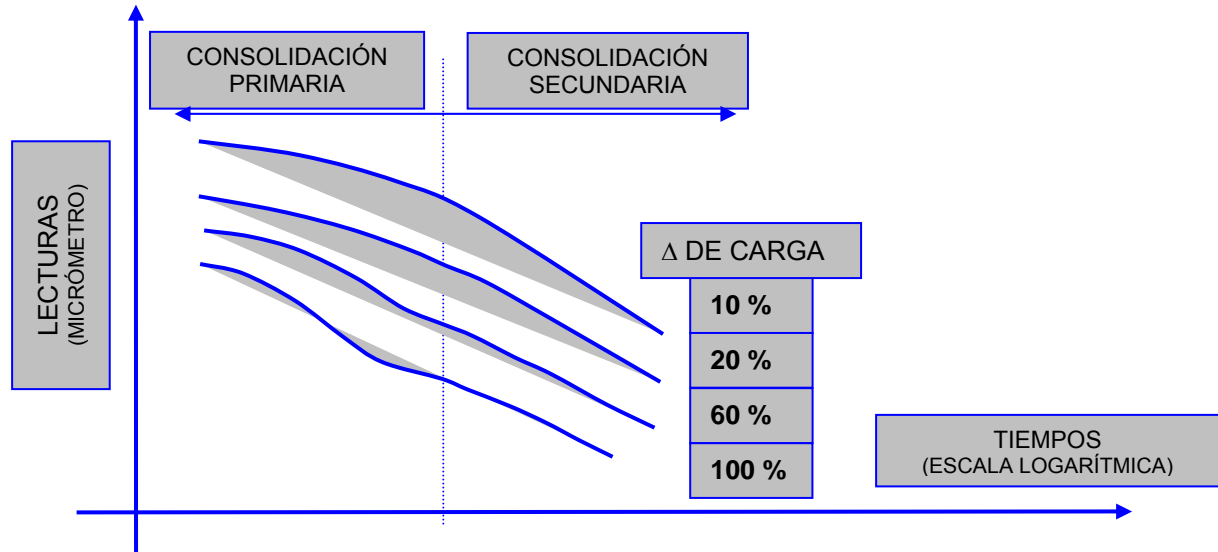 CONSOLIDACIÓN
PRIMARIA
CONSOLIDACIÓN
SECUNDARIA
LECTURAS
(MICRÓMETRO)
∆ DE CARGA
10 %
20 %
60 %
100 %
TIEMPOS
(ESCALA LOGARÍTMICA)